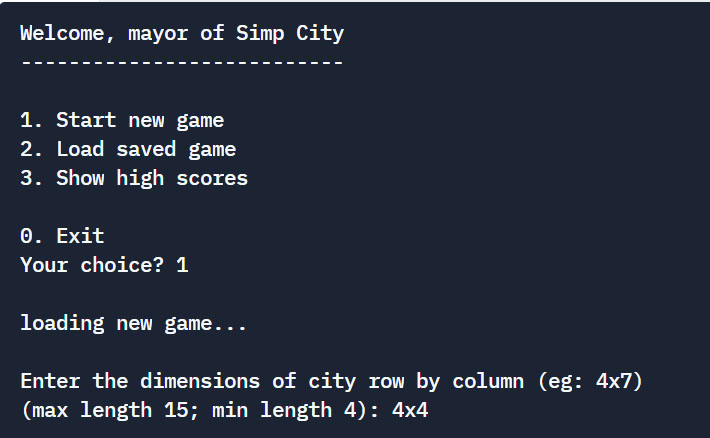 Welcome, mayor of Simp City
---------------------------
1. Start new game
2. Load saved game
3. Show high scores
0. Exit
Your choice? 1
loading new game...
Enter the dimensions of city row by column (eg: 4x7)
(max length 15; min length 4): 4x4